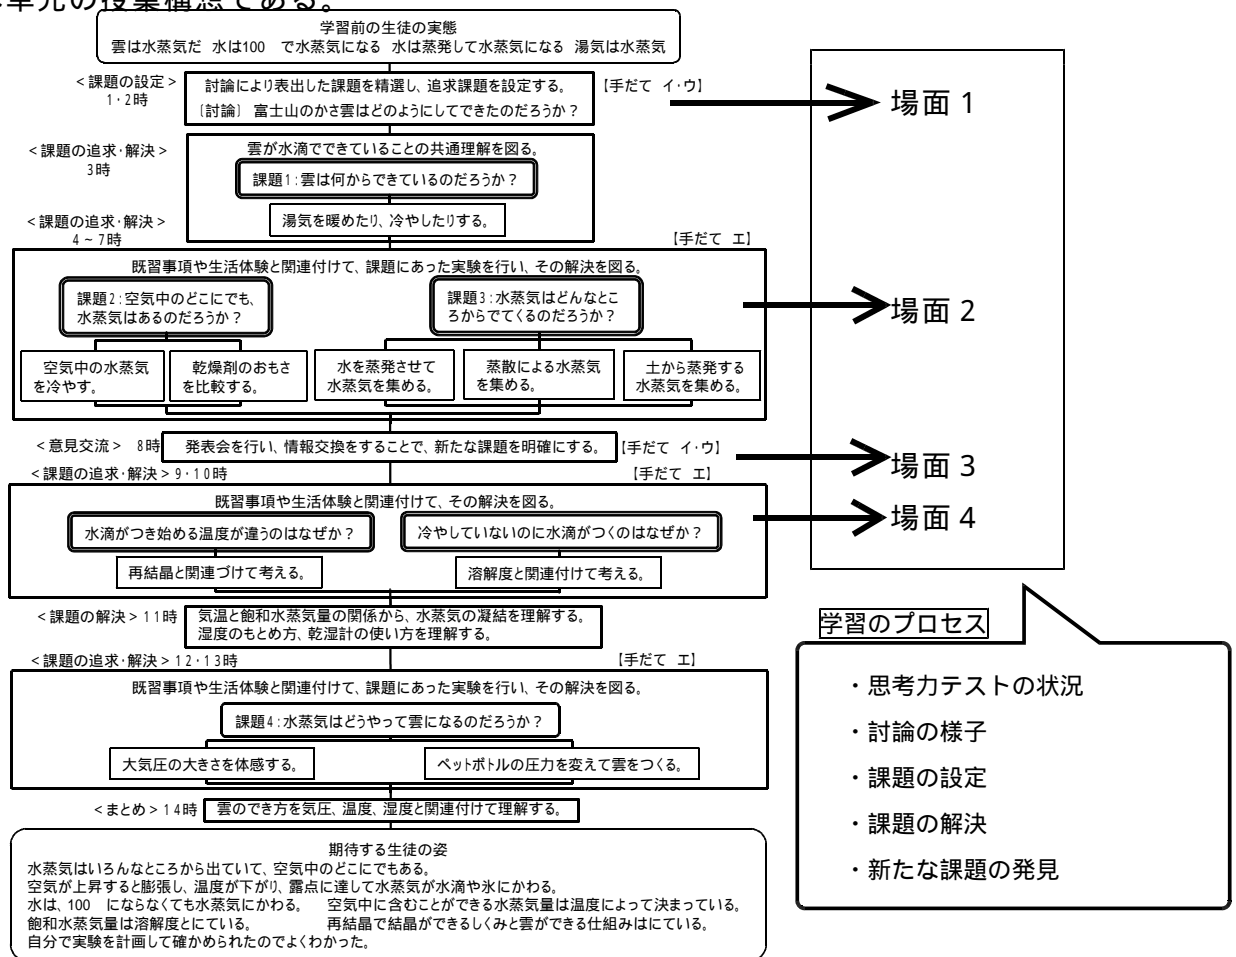 単元の授業構想である。
学習前の生徒の実態
雲は水蒸気だ 水は100 で水蒸気になる 水は蒸発して水蒸気になる 湯気は水蒸気
<課題の設定>
1・2時
討論により表出した課題を精選し、追求課題を設定する。
〔討論〕 富士山のかさ雲はどのようにしてできたのだろうか？
【手だて イ・ウ】
場面1
<課題の追求・解決>
3時
雲が水滴でできていることの共通理解を図る。
課題1：雲は何からできているのだろうか？
湯気を暖めたり、冷やしたりする。
<課題の追求・解決>
4～7時
【手だて エ】
既習事項や生活体験と関連付けて、課題にあった実験を行い、その解決を図る。
課題2：空気中のどこにでも、
水蒸気はあるのだろうか？
課題3：水蒸気はどんなとこ
ろからでてくるのだろうか？
場面2
空気中の水蒸気
を冷やす。
乾燥剤のおもさ
を比較する。
水を蒸発させて
水蒸気を集める。
蒸散による水蒸気
を集める。
土から蒸発する
水蒸気を集める。
<意見交流> 8時
発表会を行い、情報交換をすることで、新たな課題を明確にする。
【手だて イ・ウ】
場面3
<課題の追求・解決>9・10時
【手だて エ】
既習事項や生活体験と関連付けて、その解決を図る。
水滴がつき始める温度が違うのはなぜか？
冷やしていないのに水滴がつくのはなぜか？
場面4
再結晶と関連づけて考える。
溶解度と関連付けて考える。
<課題の解決>11時
気温と飽和水蒸気量の関係から、水蒸気の凝結を理解する。
湿度のもとめ方、乾湿計の使い方を理解する。
<課題の追求・解決>12・13時
【手だて エ】
既習事項や生活体験と関連付けて、課題にあった実験を行い、その解決を図る。
課題4：水蒸気はどうやって雲になるのだろうか？
大気圧の大きさを体感する。
ペットボトルの圧力を変えて雲をつくる。
<まとめ>14時
雲のでき方を気圧、温度、湿度と関連付けて理解する。
期待する生徒の姿
水蒸気はいろんなところから出ていて、空気中のどこにでもある。
空気が上昇すると膨張し、温度が下がり、露点に達して水蒸気が水滴や氷にかわる。
水は、100 にならなくても水蒸気にかわる。 空気中に含むことができる水蒸気量は温度によって決まっている。
飽和水蒸気量は溶解度とにている。 再結晶で結晶ができるしくみと雲ができる仕組みはにている。
自分で実験を計画して確かめられたのでよくわかった。
学習のプロセス
・思考力テストの状況
・討論の様子
・課題の設定
・課題の解決
・新たな課題の発見